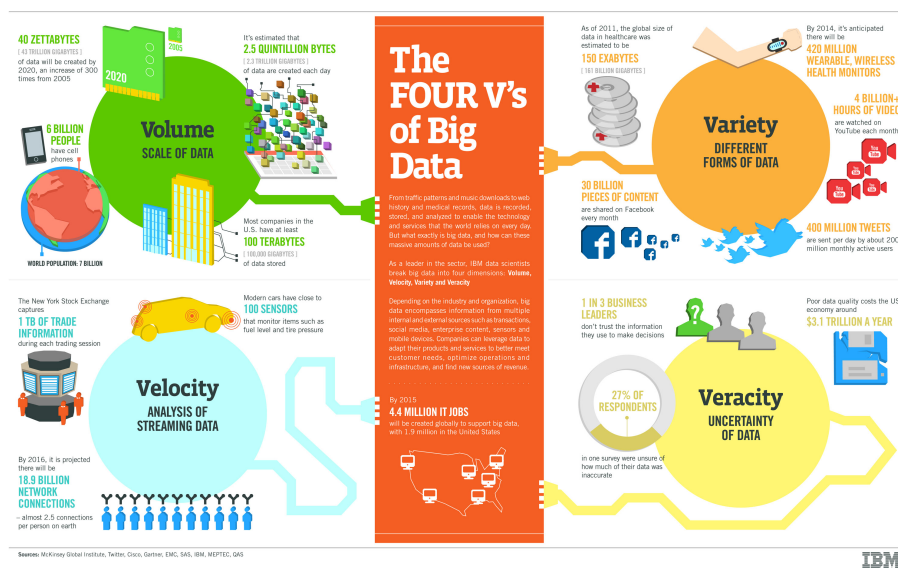 40 ZETTABYTES
[ 43 TRILLION GIGABYTES ]
of data will be created by
2020, an increase of 300
times from 2005
2005
2020
It's estimated that
2.5 QUINTILLION BYTES
[ 2.3 TRILLION GIGABYTES ]
of data are created each day
6 BILLION
PEOPLE
have cell
phones
Volume
SCALE OF DATA
WORLD POPULATION: 7 BILLION
Most companies in the
U.S. have at least
100 TERABYTES
[ 100,000 GIGABYTES ]
of data stored
The
FOUR V's
of Big
Data
From traffic patterns and music downloads to web
history and medical records, data is recorded,
stored, and analyzed to enable the technology
and services that the world relies on every day.
But what exactly is big data, and how can these
massive amounts of data be used?
As a leader in the sector, IBM data scientists
break big data into four dimensions: Volume,
Velocity, Variety and Veracity
Depending on the industry and organization, big
data encompasses information from multiple
internal and external sources such as transactions,
social media, enterprise content, sensors and
mobile devices. Companies can leverage data to
adapt their products and services to better meet
customer needs, optimize operations and
infrastructure, and find new sources of revenue.
By 2015
4.4 MILLION IT JOBS
will be created globally to support big data,
with 1.9 million in the United States
As of 2011, the global size of
data in healthcare was
estimated to be
150 EXABYTES
[ 161 BILLION GIGABYTES ]
By 2014, it's anticipated
there will be
420 MILLION
WEARABLE, WIRELESS
HEALTH MONITORS
Variety
DIFFERENT
FORMS OF DATA
4 BILLION+
HOURS OF VIDEO
are watched on
YouTube each month
You
Tube
You
Tube
You
Tube
You
Tube
You
Tube
30 BILLION
PIECES OF CONTENT
are shared on Facebook
every month
400 MILLION TWEETS
are sent per day by about 200
million monthly active users
The New York Stock Exchange
captures
1 TB OF TRADE
INFORMATION
during each trading session
Modern cars have close to
100 SENSORS
that monitor items such as
fuel level and tire pressure
Velocity
ANALYSIS OF
STREAMING DATA
By 2016, it is projected
there will be
18.9 BILLION
NETWORK
CONNECTIONS
– almost 2.5 connections
per person on earth
1 IN 3 BUSINESS
LEADERS
don't trust the information
they use to make decisions
?
Poor data quality costs the US
economy around
$3.1 TRILLION A YEAR
27% OF
RESPONDENTS
in one survey were unsure of
how much of their data was
inaccurate
Veracity
UNCERTAINTY
OF DATA
Sources: McKinsey Global Institute, Twitter, Cisco, Gartner, EMC, SAS, IBM, MEPTEC, QAS
IBM